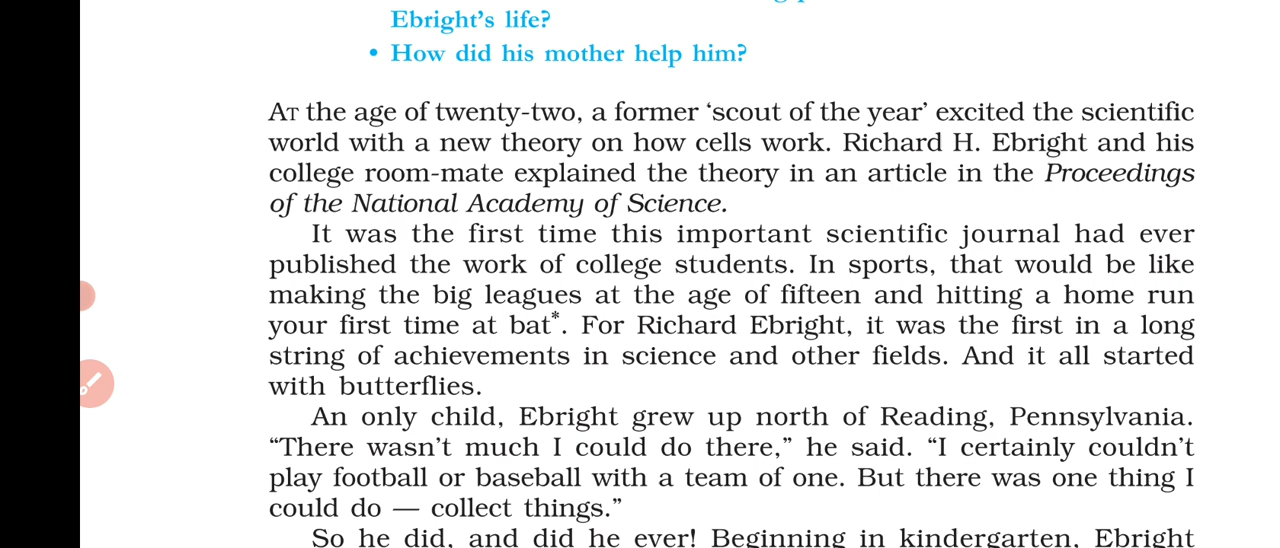 Ebright's life?
• How did his mother help him?
AT the age of twenty-two, a former ‘scout of the year’ excited the scientific
world with a new theory on how cells work. Richard H. Ebright and his
college room-mate explained the theory in an article in the Proceedings
of the National Academy of Science.
It was the first time this important scientific journal had ever
published the work of college students. In sports, that would be like
making the big leagues at the age of fifteen and hitting a home run
your first time at bat*. For Richard Ebright, it was the first in a long
string of achievements in science and other fields. And it all started
with butterflies.
An only child, Ebright grew up north of Reading, Pennsylvania.
“There wasn't much I could do there,” he said. “I certainly couldn't
play football or baseball with a team of one. But there was one thing I
could do — collect things.”
So he did, and did he ever! Beginning in kindergarten, Ebright